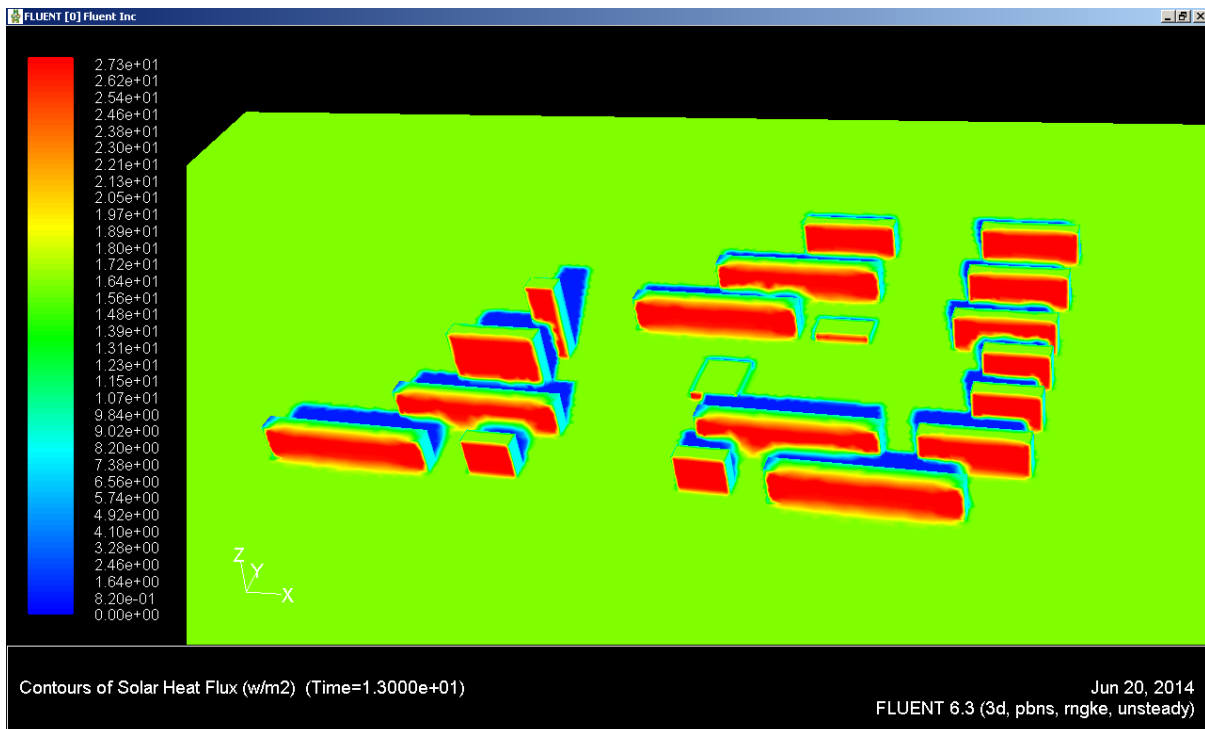 FLUENT [0] Fluent Inc
2.73e+01
2.62e+01
2.54e+01
2.46e+01
2.38e+01
2.30e+01
2.21e+01
2.13e+01
2.05e+01
1.97e+01
1.89e+01
1.80e+01
1.72e+01
1.64e+01
1.56e+01
1.48e+01
1.39e+01
1.31e+01
1.23e+01
1.15e+01
1.07e+01
9.84e+00
9.02e+00
8.20e+00
7.38e+00
6.56e+00
5.74e+00
4.92e+00
4.10e+00
3.28e+00
2.46e+00
1.64e+00
8.20e-01
0.00e+00
Z
Y
X
Contours of Solar Heat Flux (w/m2) (Time=1.3000e+01)
Jun 20, 2014
FLUENT 6.3 (3d, pbns, rngke, unsteady)